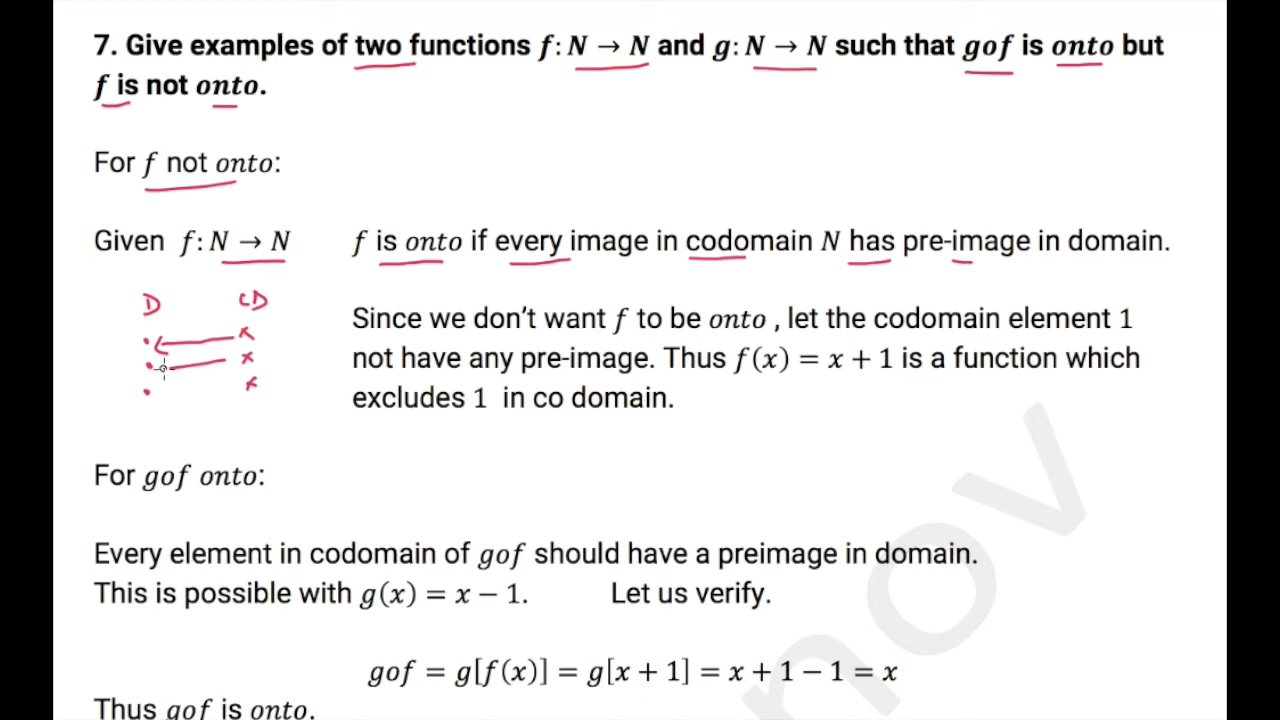 7. Give examples of two functions f: N → N and g: N → N such that gof is onto but
f is not onto.
For f not onto:
Given f: N → N f is onto if every image in codomain N has pre-image in domain.
D CD
Since we don't want f to be onto , let the codomain element 1
not have any pre-image. Thus f(x) = x + 1 is a function which
excludes 1 in co domain.
For gof onto:
Every element in codomain of gof should have a preimage in domain.
This is possible with g(x) = x − 1. Let us verify.
gof = g[f(x)] = g[x + 1] = x + 1 − 1 = x
Thus gof is onto.
nov